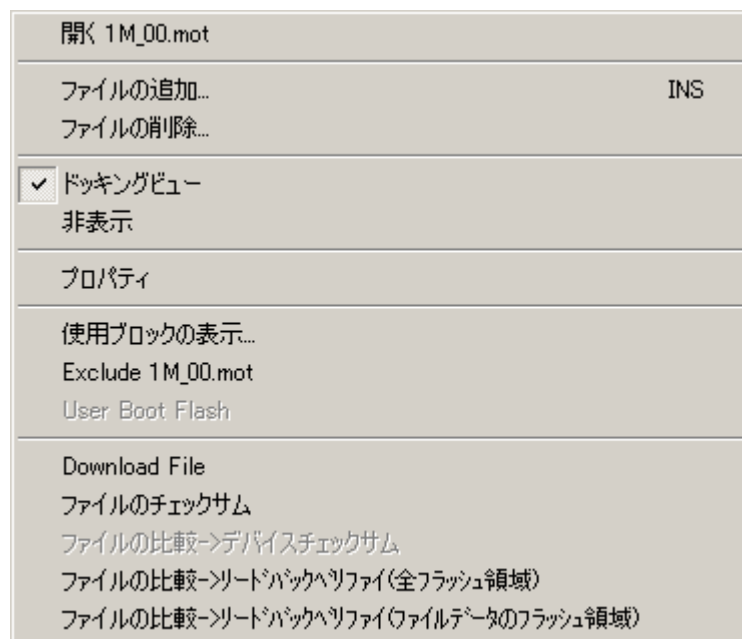 開く 1M_00.mot
ファイルの追加... INS
ファイルの削除...
ドッキングビュー
非表示
プロパティ
使用ブロックの表示...
Exclude 1M_00.mot
User Boot Flash
Download File
ファイルのチェックサム
ファイルの比較->デバイスチェックサム
ファイルの比較->リードバックベリファイ(全フラッシュ領域)
ファイルの比較->リードバックベリファイ(ファイルデータのフラッシュ領域)